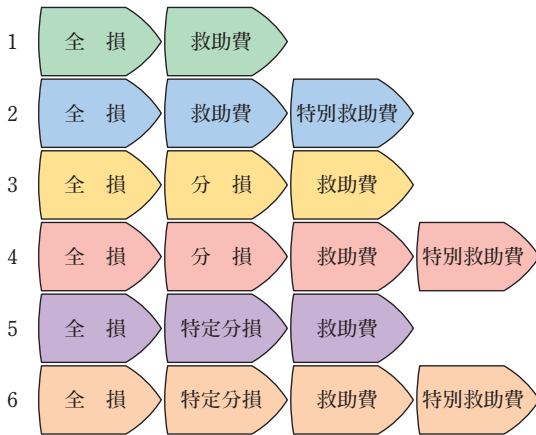 1 全 損 救助費
2 全 損 救助費 特別救助費
3 全 損 分 損 救助費
4 全 損 分 損 救助費 特別救助費
5 全 損 特定分損 救助費
6 全 損 特定分損 救助費 特別救助費